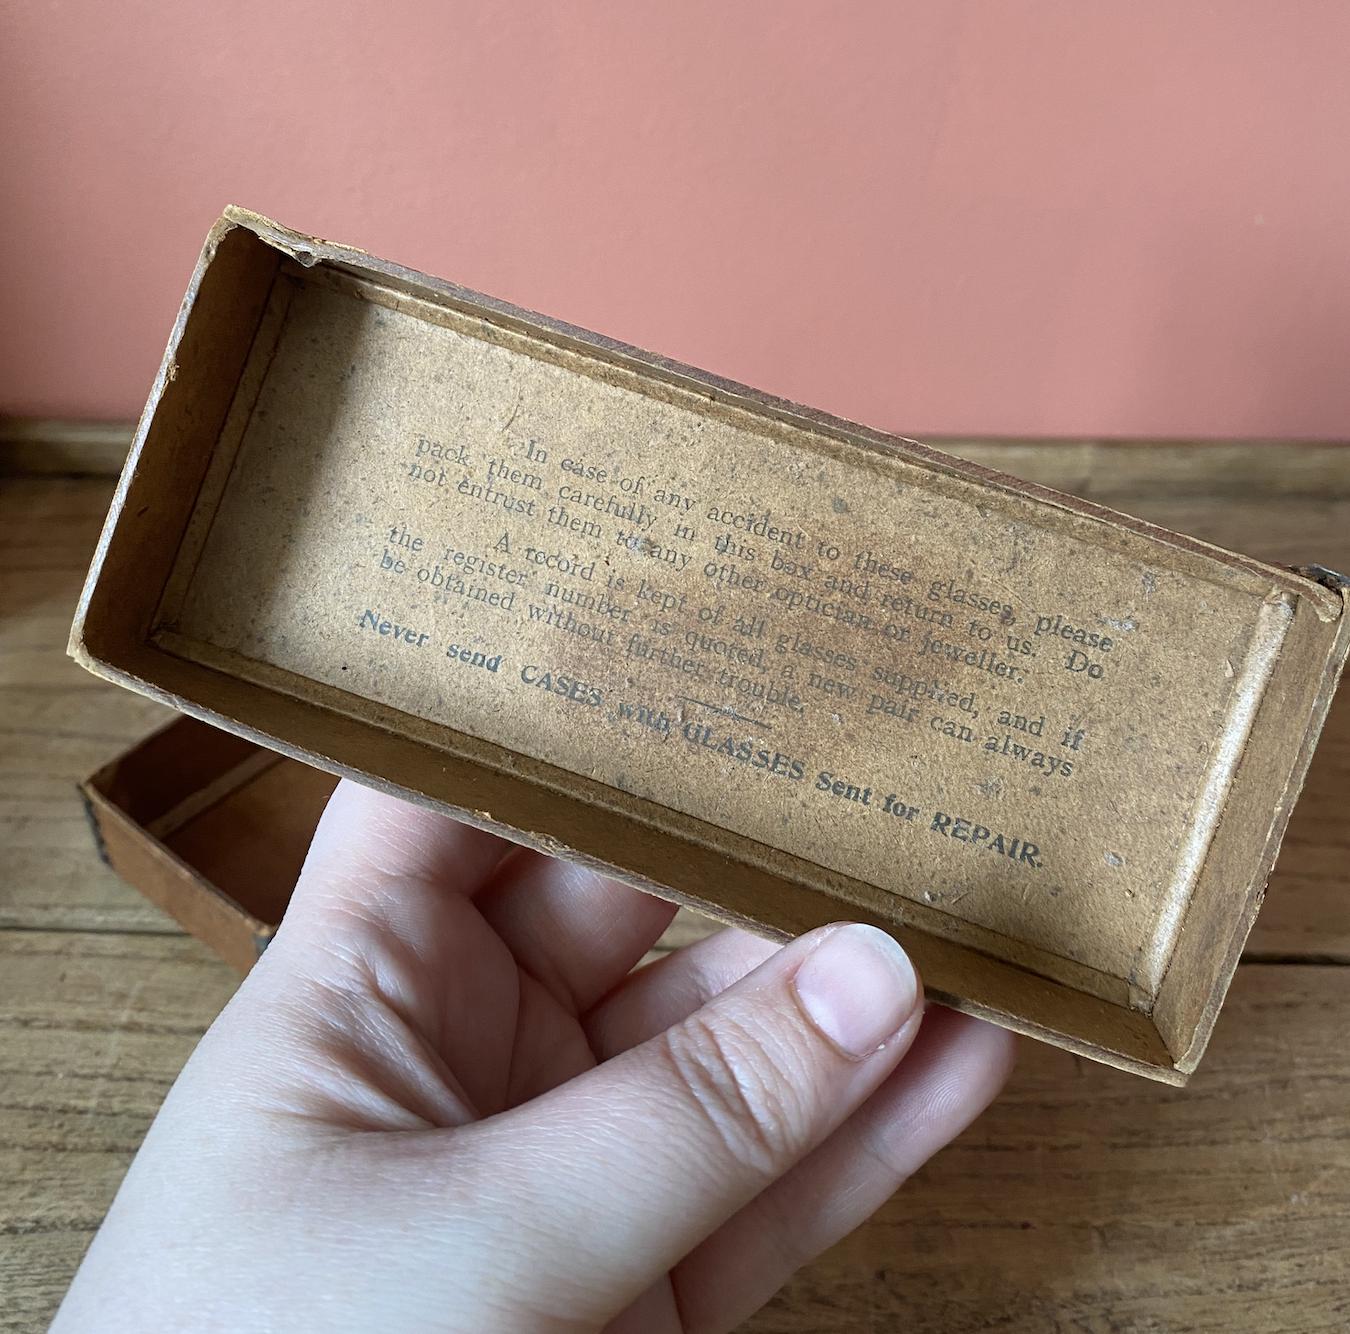 In case of any accident to these glasses, please
pack them carefully in this box and return to us. Do
not entrust them to any other optician or jeweller.
A record is kept of all glasses supplied, and if
the register number is quoted, a new pair can always
be obtained without further trouble.
Never send CASES with GLASSES Sent for REPAIR.